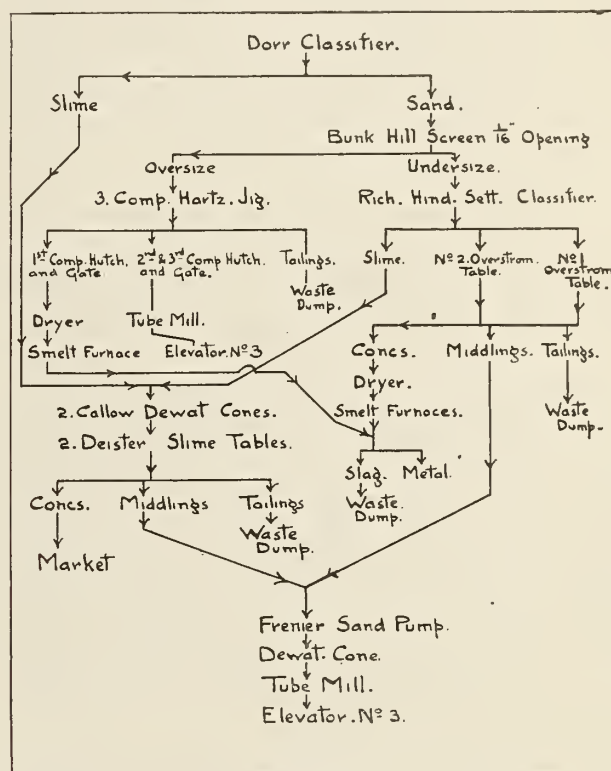 Dorr Classifier.
Slime
Sand.
Bunk Hill Screen 1/16" Opening
Oversize
Undersize.
3. Comp. Hartz. Jig.
Rich. Hind. Sett. Classifier.
1st Comp. Hutch. and Gate.
2nd & 3rd Comp Hutch. and Gate.
Tailings.
Waste Dump.
Slime.
No 2. Overstrom. Table.
No 1 Overstrom Table.
Dryer
Tube Mill.
Smelt Furnace
Elevator. No 3
Concs.
Middlings.
Tailings.
Dryer.
Waste Dump.
2. Callow Dewat Cones.
Smelt Furnoces.
2. Deister Slime Tables.
Slag.
Metal.
Waste. Dump.
Concs.
Middlings
Tailings
Waste Dump.
Market
Frenier Sand Pump.
Dewat. Cone.
Tube Mill.
Elevator. No 3.